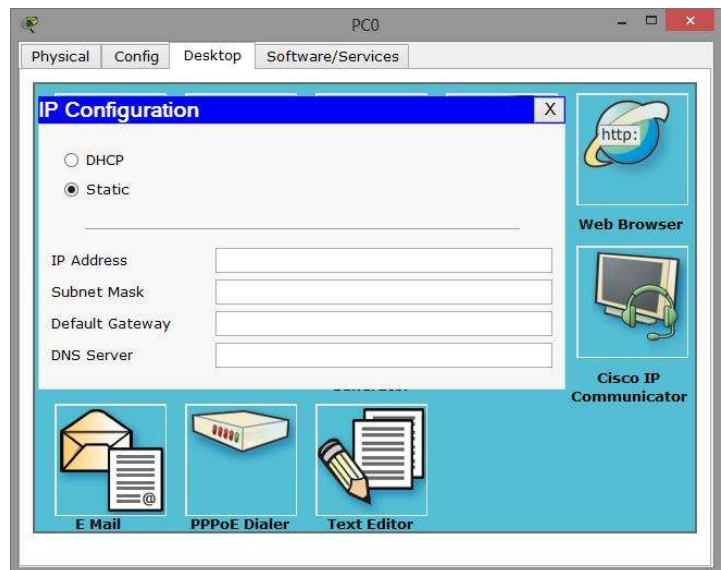 PC0
Physical Config Desktop Software/Services
IP Configuration X
DHCP
Static
IP Address
Subnet Mask
Default Gateway
DNS Server
http:
Web Browser
Cisco IP
Communicator
@
E Mail
PPPoE Dialer
Text Editor